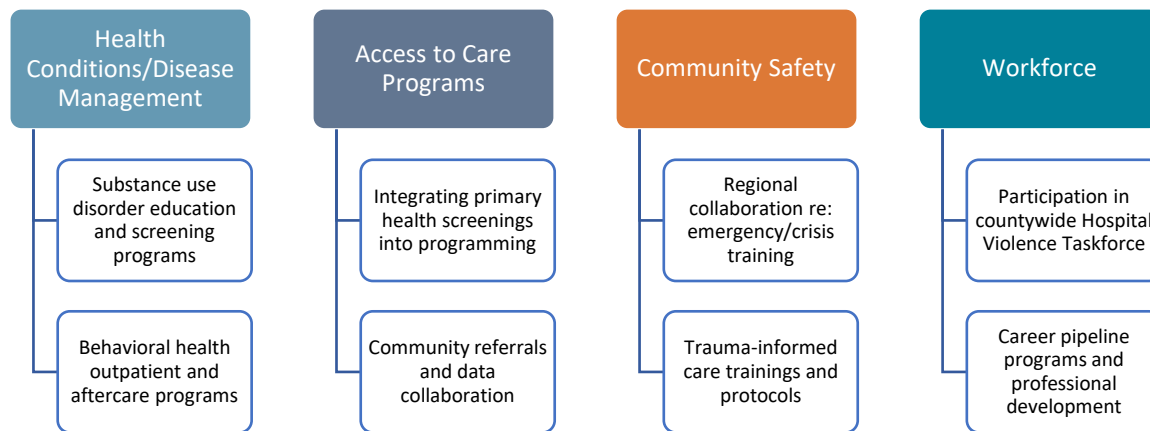 Health
Conditions/Disease
Management
Substance use
disorder education
and screening
programs
Behavioral health
outpatient and
aftercare programs
Access to Care
Programs
Integrating primary
health screenings
into programming
Community referrals
and data
collaboration
Community Safety
Regional
collaboration re:
emergency/crisis
training
Trauma-informed
care trainings and
protocols
Workforce
Participation in
countywide Hospital
Violence Taskforce
Career pipeline
programs and
professional
development